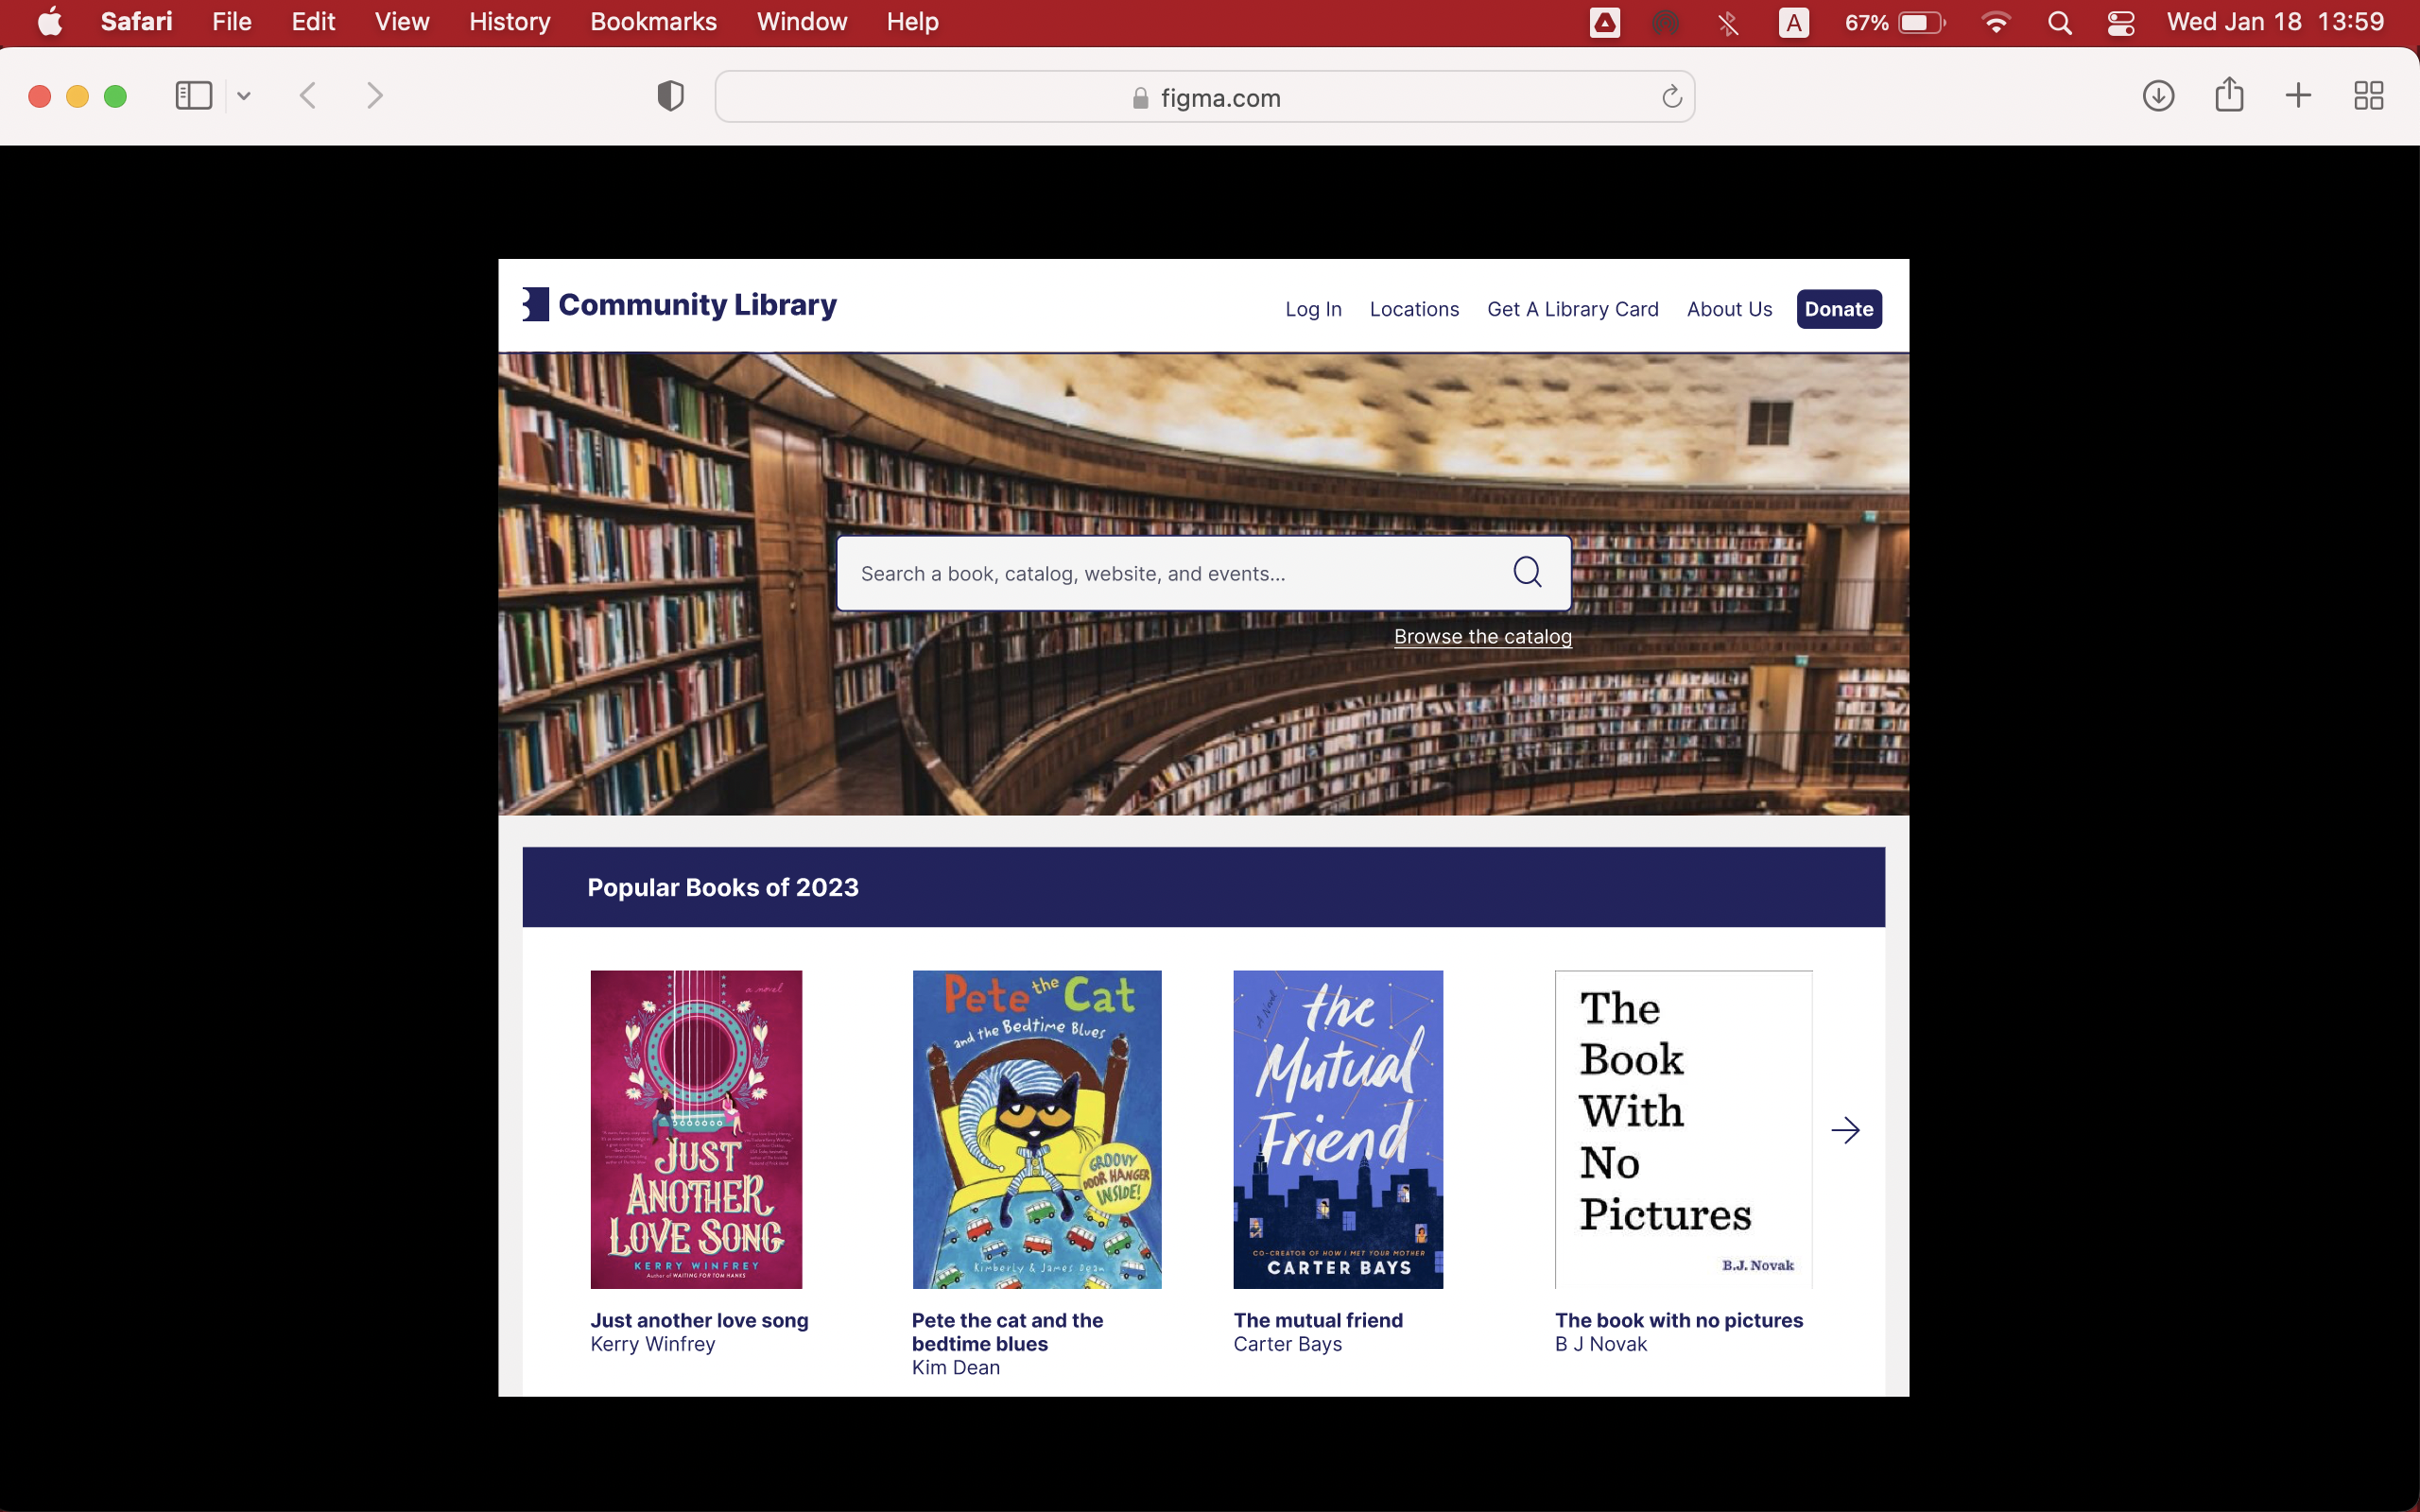 Safari File Edit View History Bookmarks Window Help A 67% Wed Jan 18 13:59
figma.com
Community Library
Log In Locations Get A Library Card About Us Donate
Search a book, catalog, website, and events...
Browse the catalog
Popular Books of 2023
a novel
JUST
ANOTHER
LOVE SONG
KERRY WINFREY
Author of WAITING FOR TOM HANKS
Pete the Cat
and the Bedtime Blues
GROOVY
DOOR HANGER
INSIDE!
Kimberly & James Dean
A Novel
the
Mutual
Friend
CO-CREATOR OF HOW I MET YOUR MOTHER
CARTER BAYS
The
Book
With
No
Pictures
B.J. Novak
Just another love song
Kerry Winfrey
Pete the cat and the
bedtime blues
Kim Dean
The mutual friend
Carter Bays
The book with no pictures
B J Novak